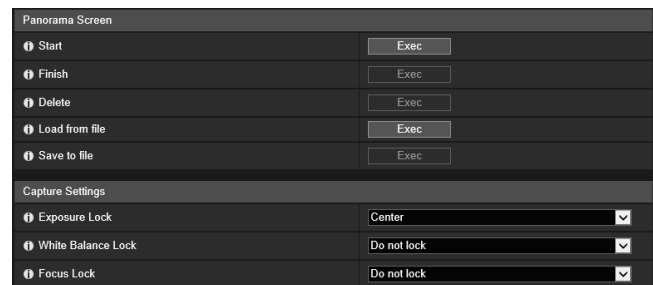 Panorama Screen
Start Exec
Finish Exec
Delete Exec
Load from file Exec
Save to file Exec
Capture Settings
Exposure Lock Center
White Balance Lock Do not lock
Focus Lock Do not lock